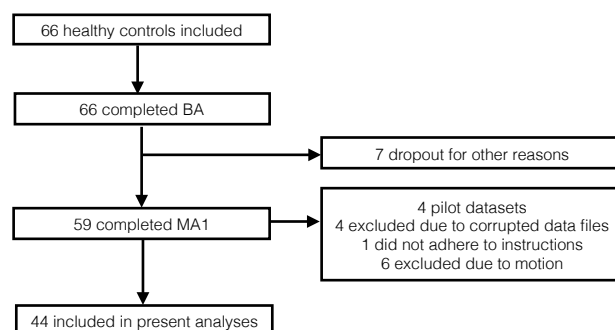 66 healthy controls included
66 completed BA
7 dropout for other reasons
59 completed MA1
4 pilot datasets
4 excluded due to corrupted data files
1 did not adhere to instructions
6 excluded due to motion
44 included in present analyses